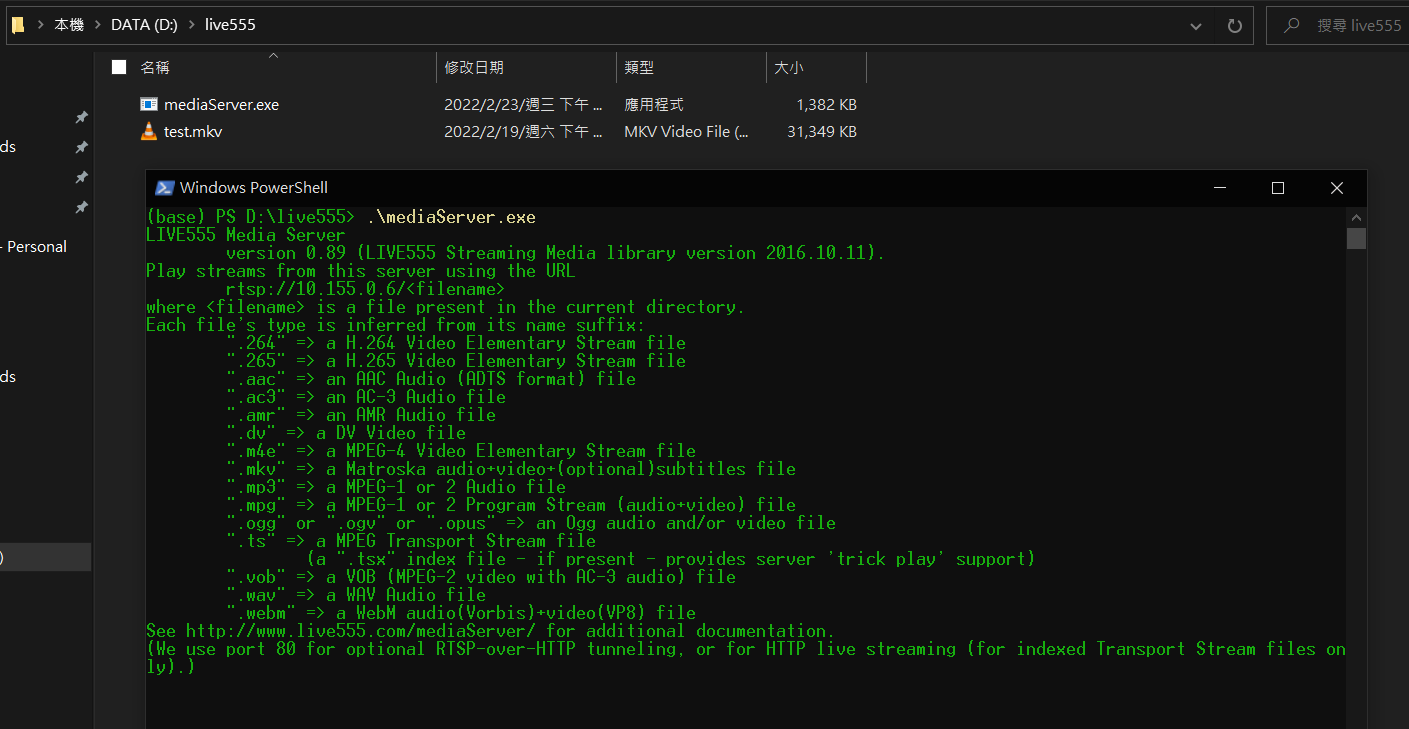 本機 > DATA (D:) > live555
搜尋 live555
名稱 修改日期 類型 大小
mediaServer.exe 2022/2/23/週三 下午 ... 應用程式 1,382 KB
test.mkv 2022/2/19/週六 下午 ... MKV Video File (... 31,349 KB
ds
- Personal
ds
)
Windows PowerShell
(base) PS D:\live555> .\mediaServer.exe
LIVE555 Media Server
version 0.89 (LIVE555 Streaming Media library version 2016.10.11).
Play streams from this server using the URL
rtsp://10.155.0.6/<filename>
where <filename> is a file present in the current directory.
Each file's type is inferred from its name suffix:
".264" => a H.264 Video Elementary Stream file
".265" => a H.265 Video Elementary Stream file
".aac" => an AAC Audio (ADTS format) file
".ac3" => an AC-3 Audio file
".amr" => an AMR Audio file
".dv" => a DV Video file
".m4e" => a MPEG-4 Video Elementary Stream file
".mkv" => a Matroska audio+video+(optional)subtitles file
".mp3" => a MPEG-1 or 2 Audio file
".mpg" => a MPEG-1 or 2 Program Stream (audio+video) file
".ogg" or ".ogv" or ".opus" => an Ogg audio and/or video file
".ts" => a MPEG Transport Stream file
(a ".tsx" index file - if present - provides server 'trick play' support)
".vob" => a VOB (MPEG-2 video with AC-3 audio) file
".wav" => a WAV Audio file
".webm" => a WebM audio(Vorbis)+video(VP8) file
See http://www.live555.com/mediaServer/ for additional documentation.
(We use port 80 for optional RTSP-over-HTTP tunneling, or for HTTP live streaming (for indexed Transport Stream files on
ly).)